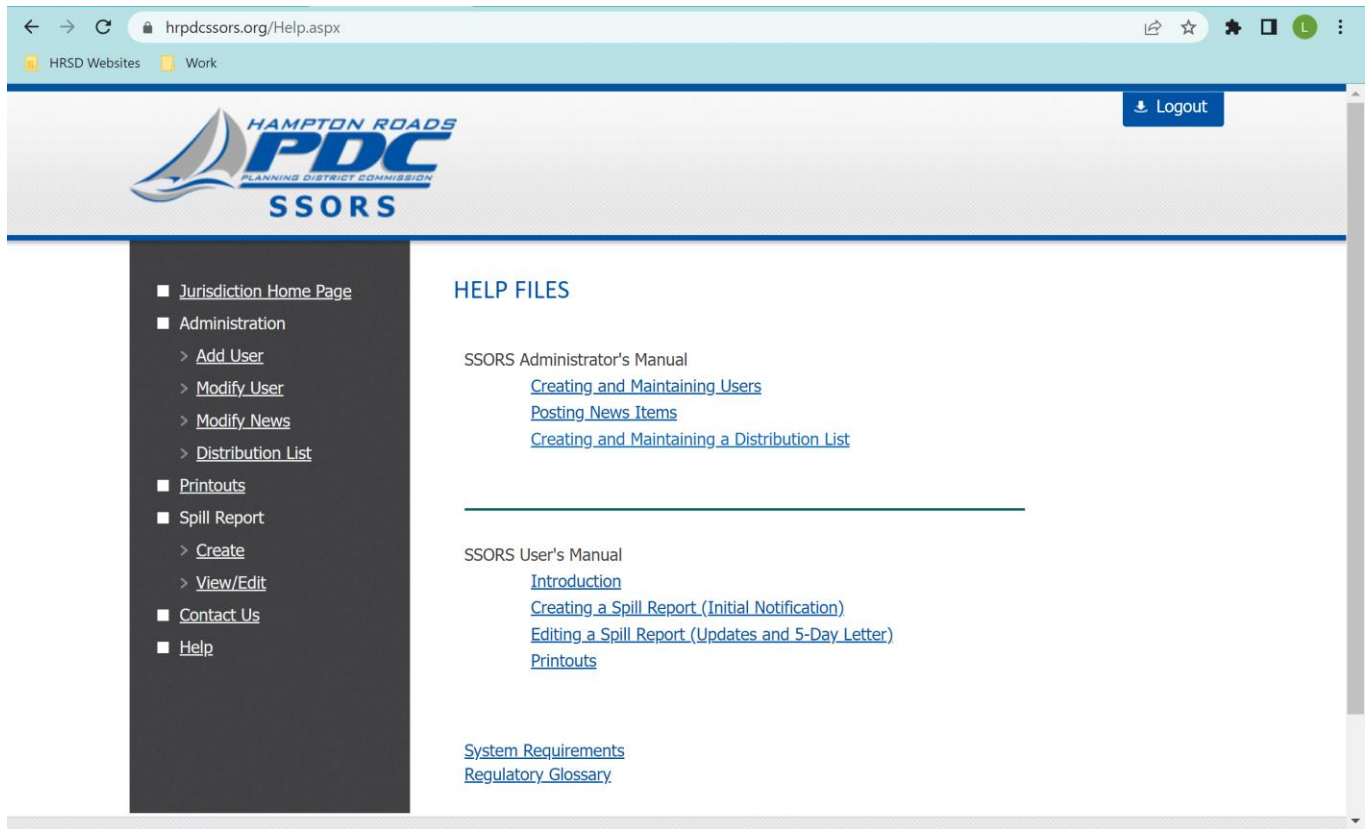 hrpdcssors.org/Help.aspx
L
HRSD Websites
Work
HAMPTON ROADS
PDC
PLANNING DISTRICT COMMISSION
SSORS
Logout
Jurisdiction Home Page
Administration
> Add User
> Modify User
> Modify News
> Distribution List
Printouts
Spill Report
> Create
> View/Edit
Contact Us
Help
HELP FILES
SSORS Administrator's Manual
Creating and Maintaining Users
Posting News Items
Creating and Maintaining a Distribution List
SSORS User's Manual
Introduction
Creating a Spill Report (Initial Notification)
Editing a Spill Report (Updates and 5-Day Letter)
Printouts
System Requirements
Regulatory Glossary